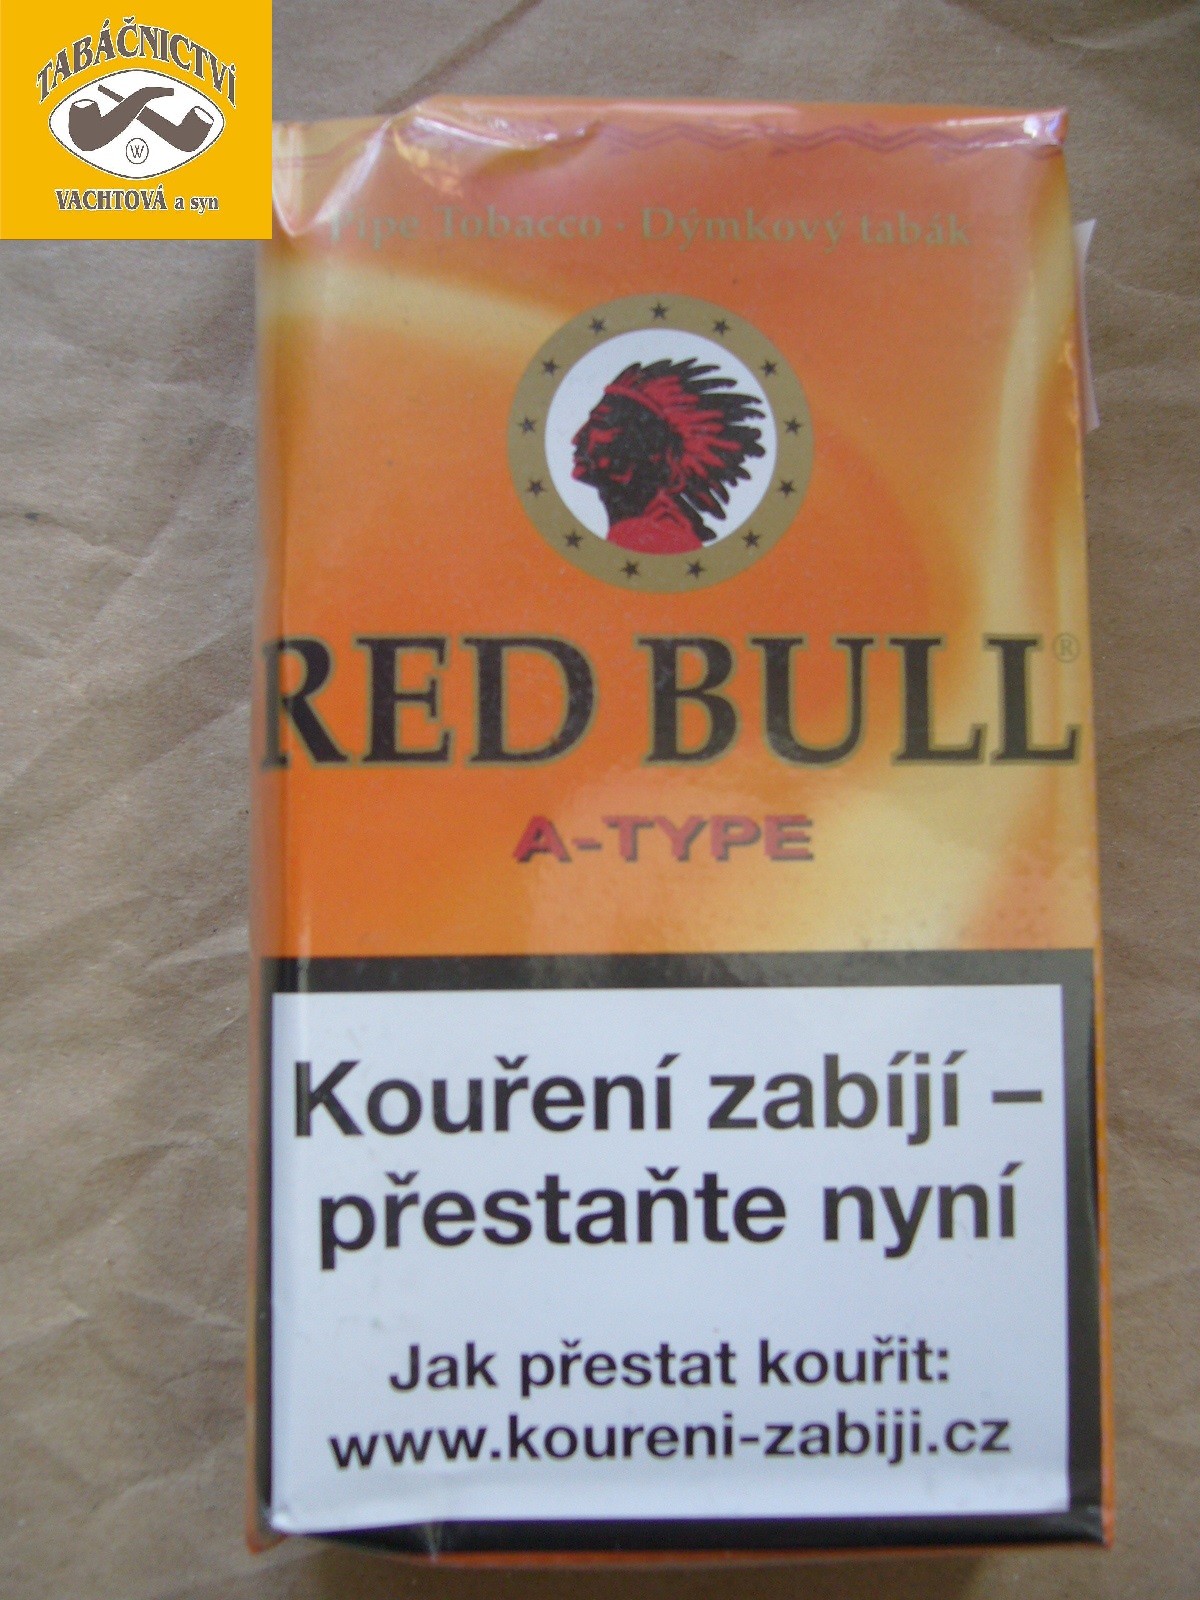 TABÁČNICTVí
W
VACHTOVÁ a syn
Pipe Tobacco · Dýmkový tabák
RED BULL®
A-TYPE
Kouření zabíjí –
přestaňte nyní
Jak přestat kouřit:
www.koureni-zabiji.cz